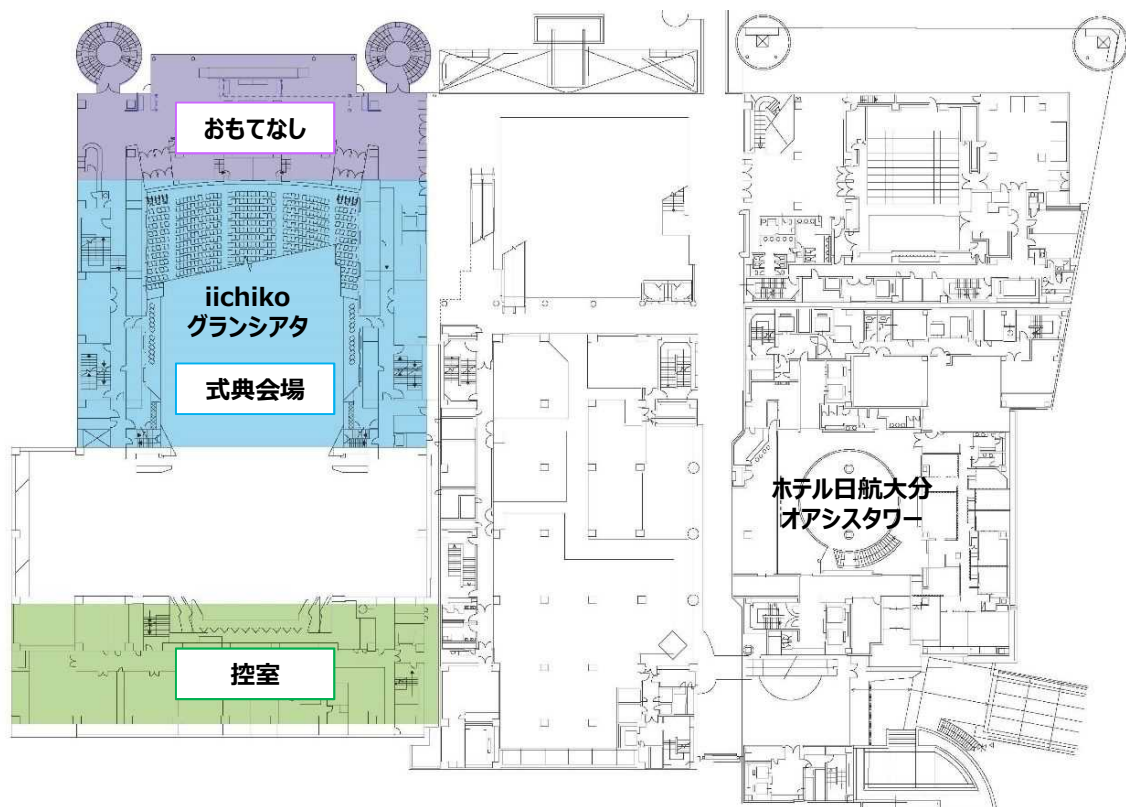 おもてなし
iichiko
グランシアタ
式典会場
ホテル日航大分
オアシスタワー
控室